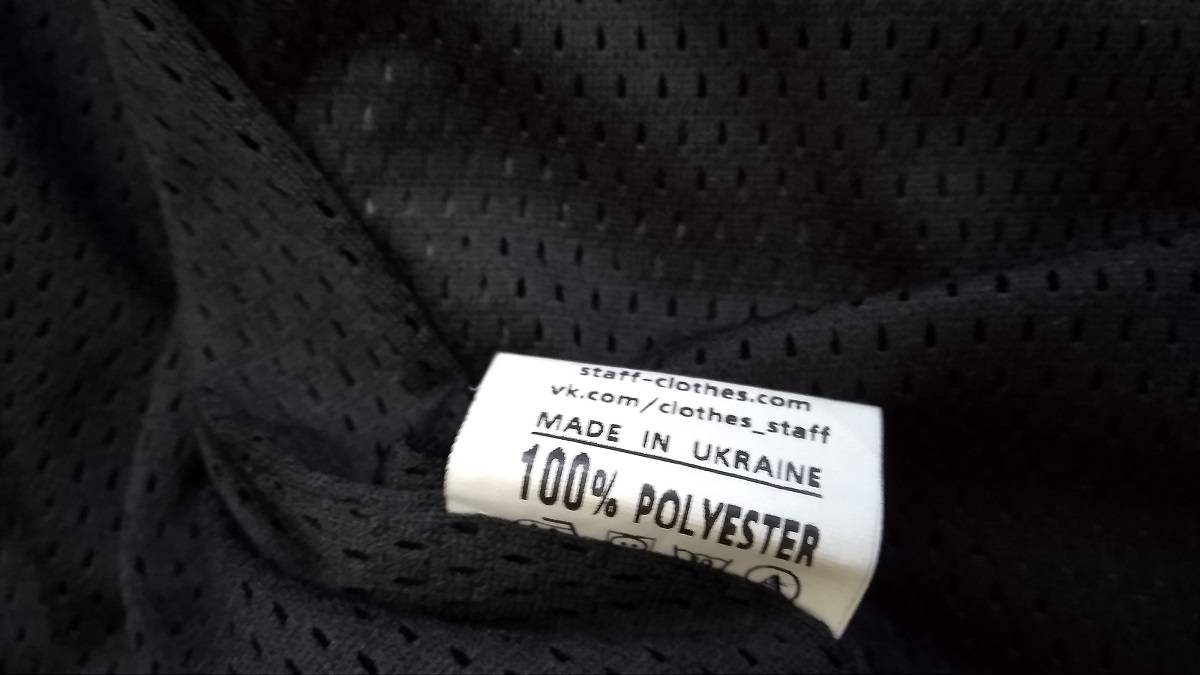 staff-clothes.com
vk.com/clothes_staff
MADE IN UKRAINE
100% POLYESTER